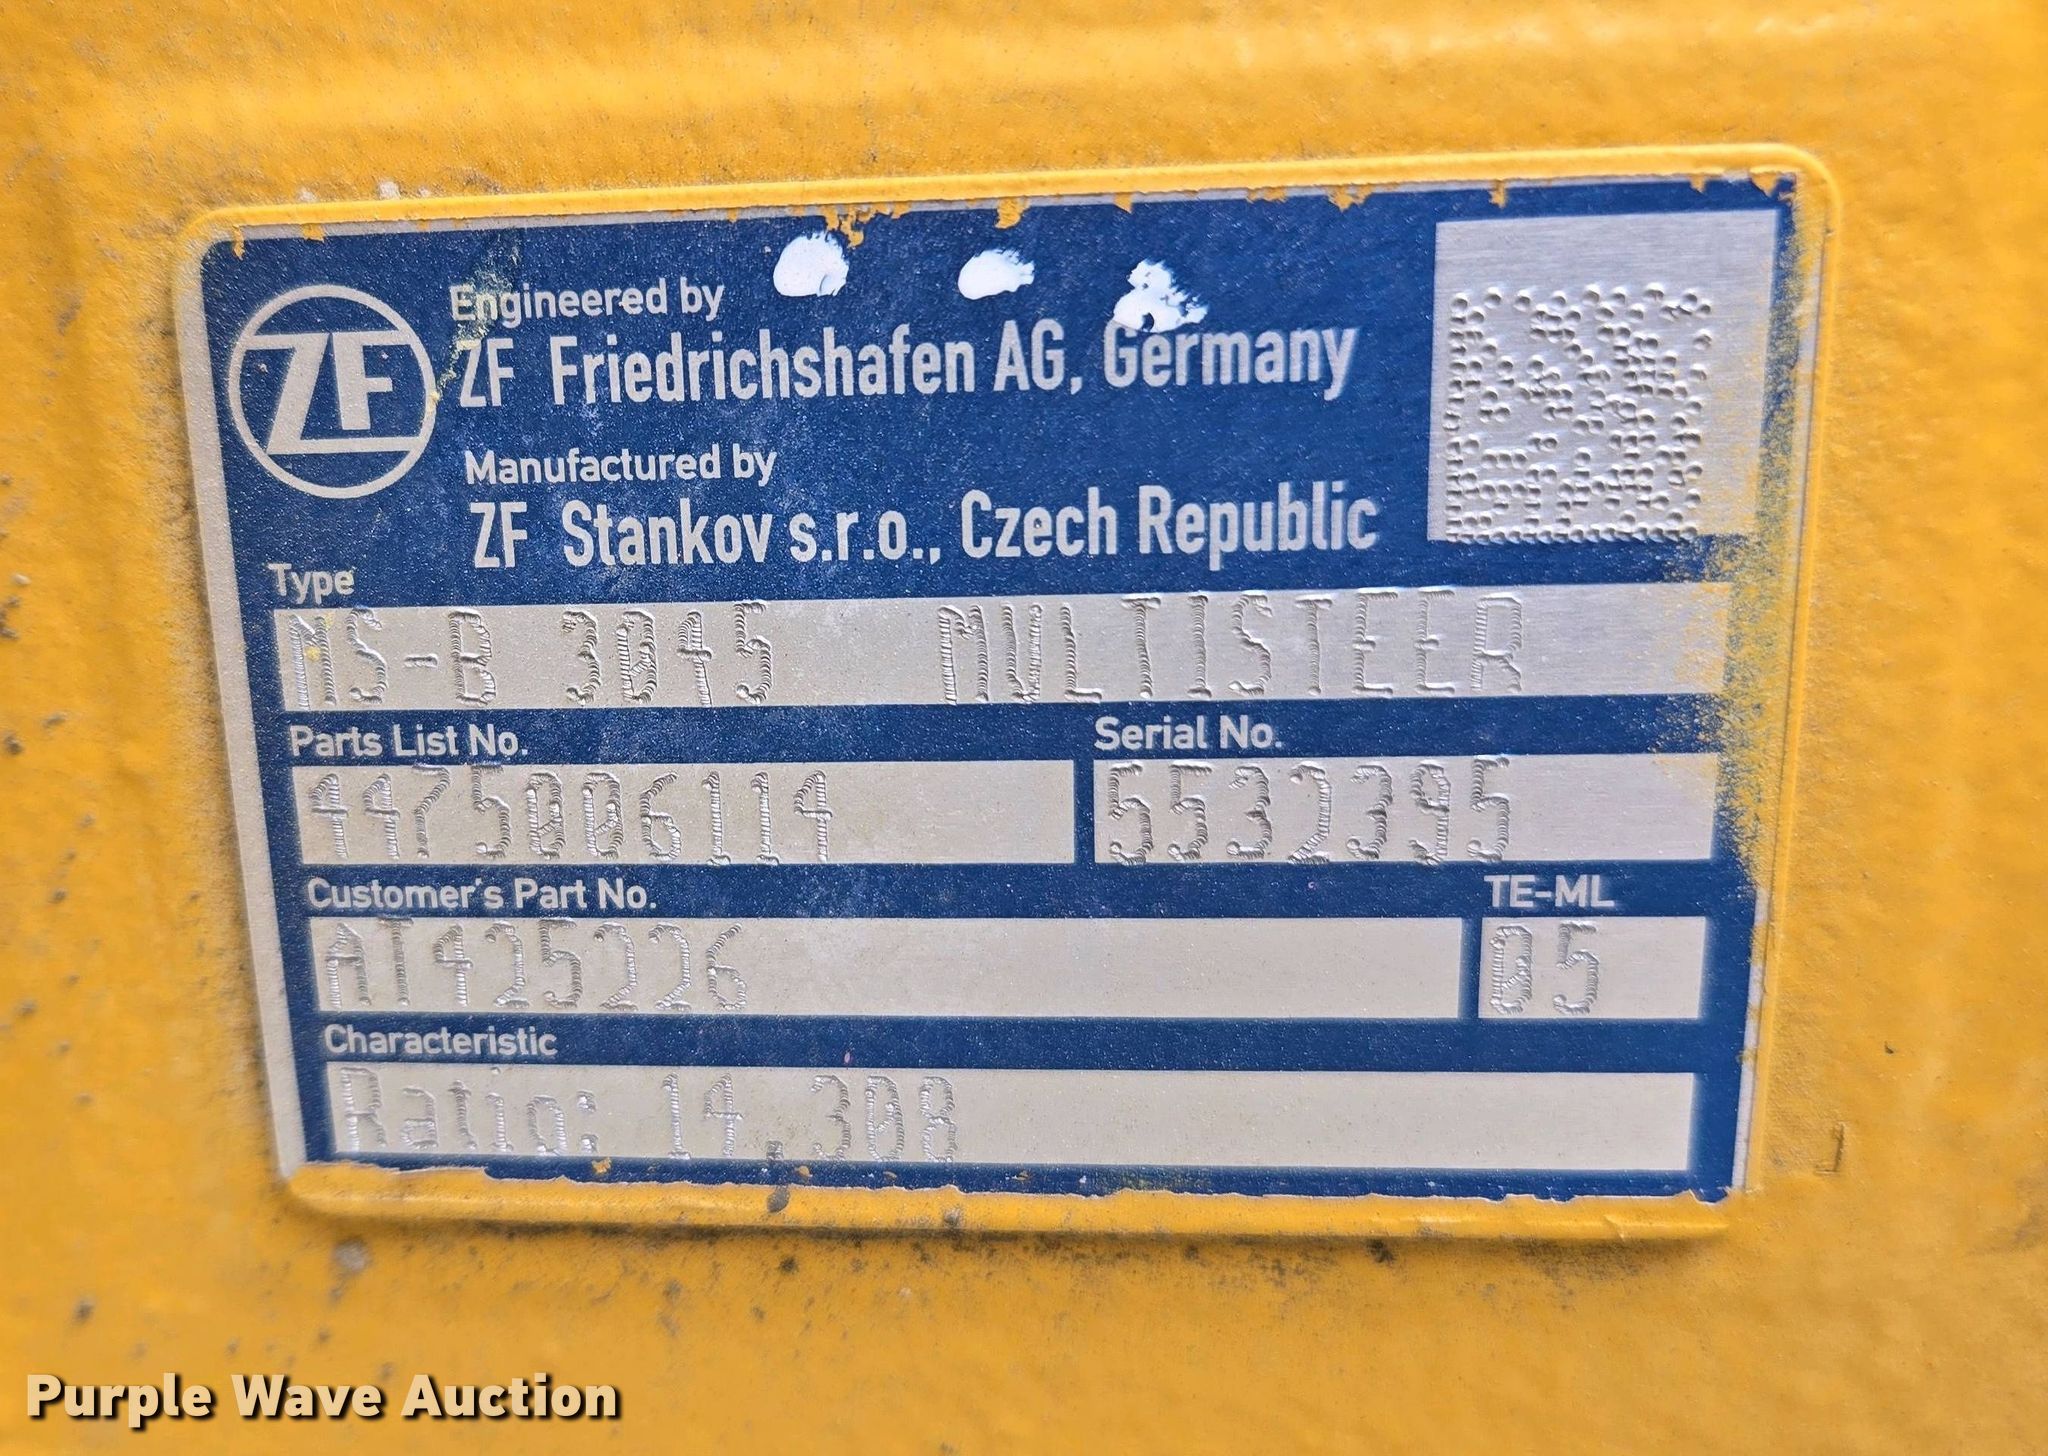 ZF
Engineered by
ZF Friedrichshafen AG, Germany
Manufactured by
ZF Stankov s.r.o., Czech Republic
Type
MS-B 3045 MULTISTEER
Parts List No.
4475006114
Serial No.
5532395
Customer's Part No.
AT425226
TE-ML
05
Characteristic
Ratio: 14,308
Purple Wave Auction